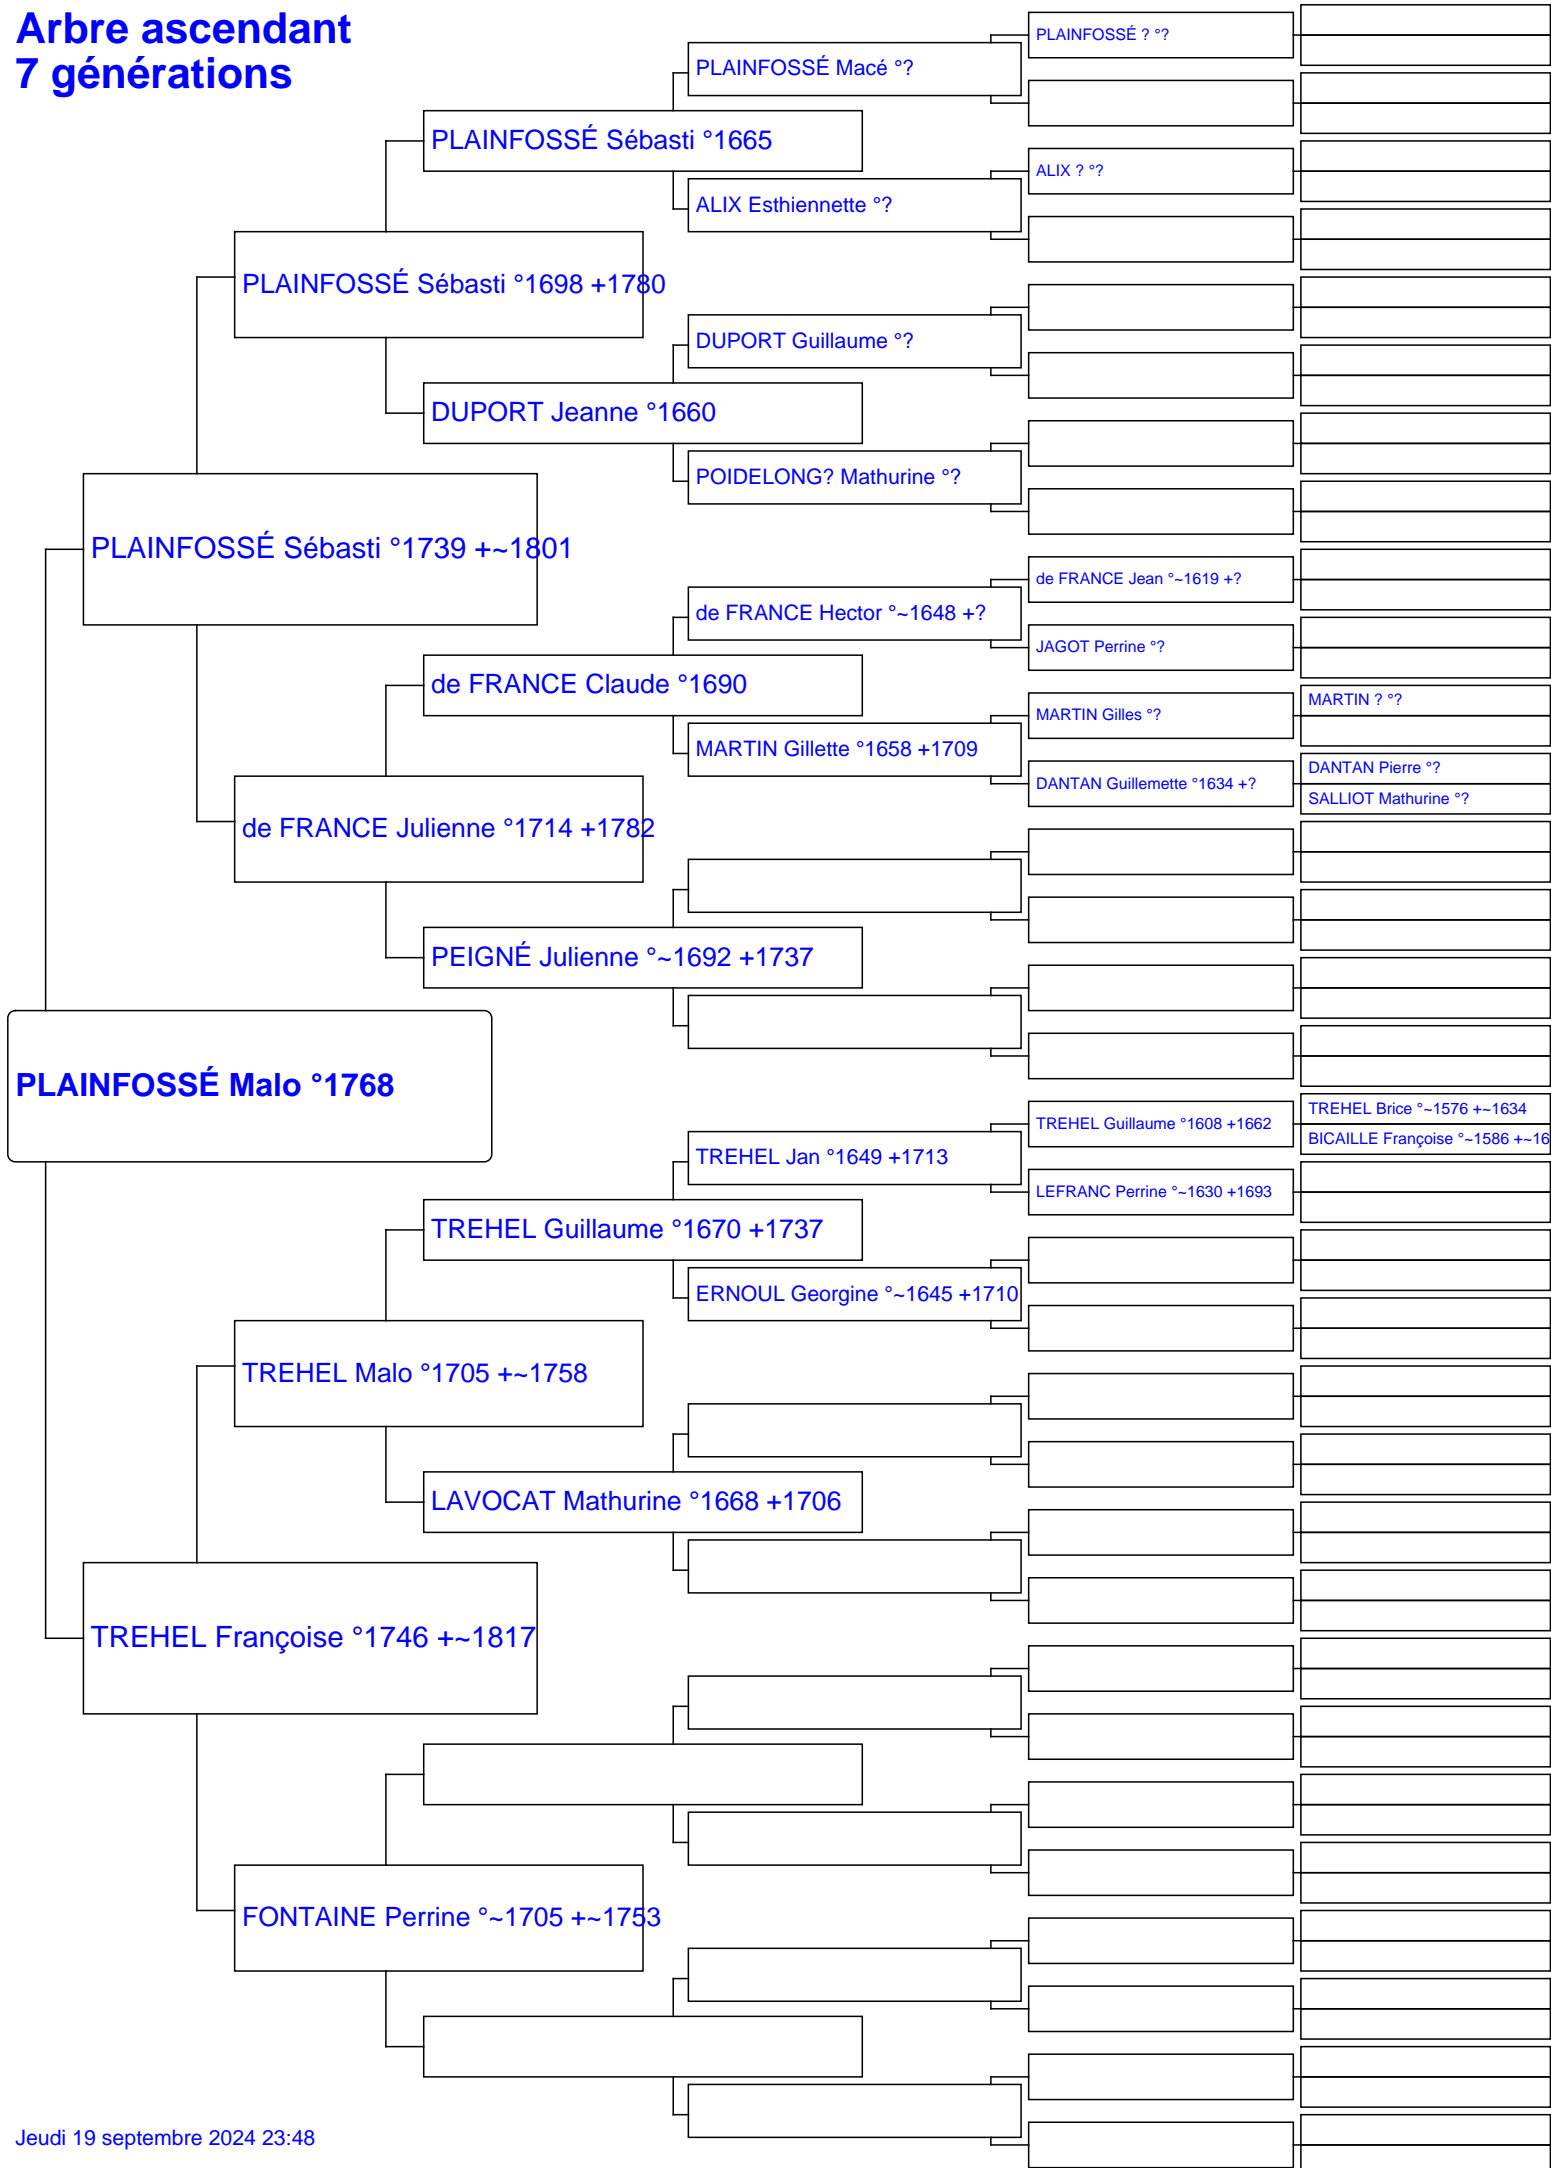 Arbre ascendant
7 générations
PLAINFOSSÉ ? °?
PLAINFOSSÉ Macé °?
PLAINFOSSÉ Sébasti °1665
ALIX ? °?
ALIX Esthiennette °?
PLAINFOSSÉ Sébasti °1698 +1780
DUPORT Guillaume °?
DUPORT Jeanne °1660
POIDELONG? Mathurine °?
PLAINFOSSÉ Sébasti °1739 +~1801
de FRANCE Jean °~1619 +?
de FRANCE Hector °~1648 +?
JAGOT Perrine °?
de FRANCE Claude °1690
MARTIN ? °?
MARTIN Gilles °?
MARTIN Gillette °1658 +1709
DANTAN Pierre °?
DANTAN Guillemette °1634 +?
SALLIOT Mathurine °?
de FRANCE Julienne °1714 +1782
PEIGNÉ Julienne °~1692 +1737
PLAINFOSSÉ Malo °1768
TREHEL Brice °~1576 +~1634
TREHEL Guillaume °1608 +1662
BICAILLE Françoise °~1586 +~16
TREHEL Jan °1649 +1713
LEFRANC Perrine °~1630 +1693
TREHEL Guillaume °1670 +1737
ERNOUL Georgine °~1645 +1710
TREHEL Malo °1705 +~1758
LAVOCAT Mathurine °1668 +1706
TREHEL Françoise °1746 +~1817
FONTAINE Perrine °~1705 +~1753
Jeudi 19 septembre 2024 23:48